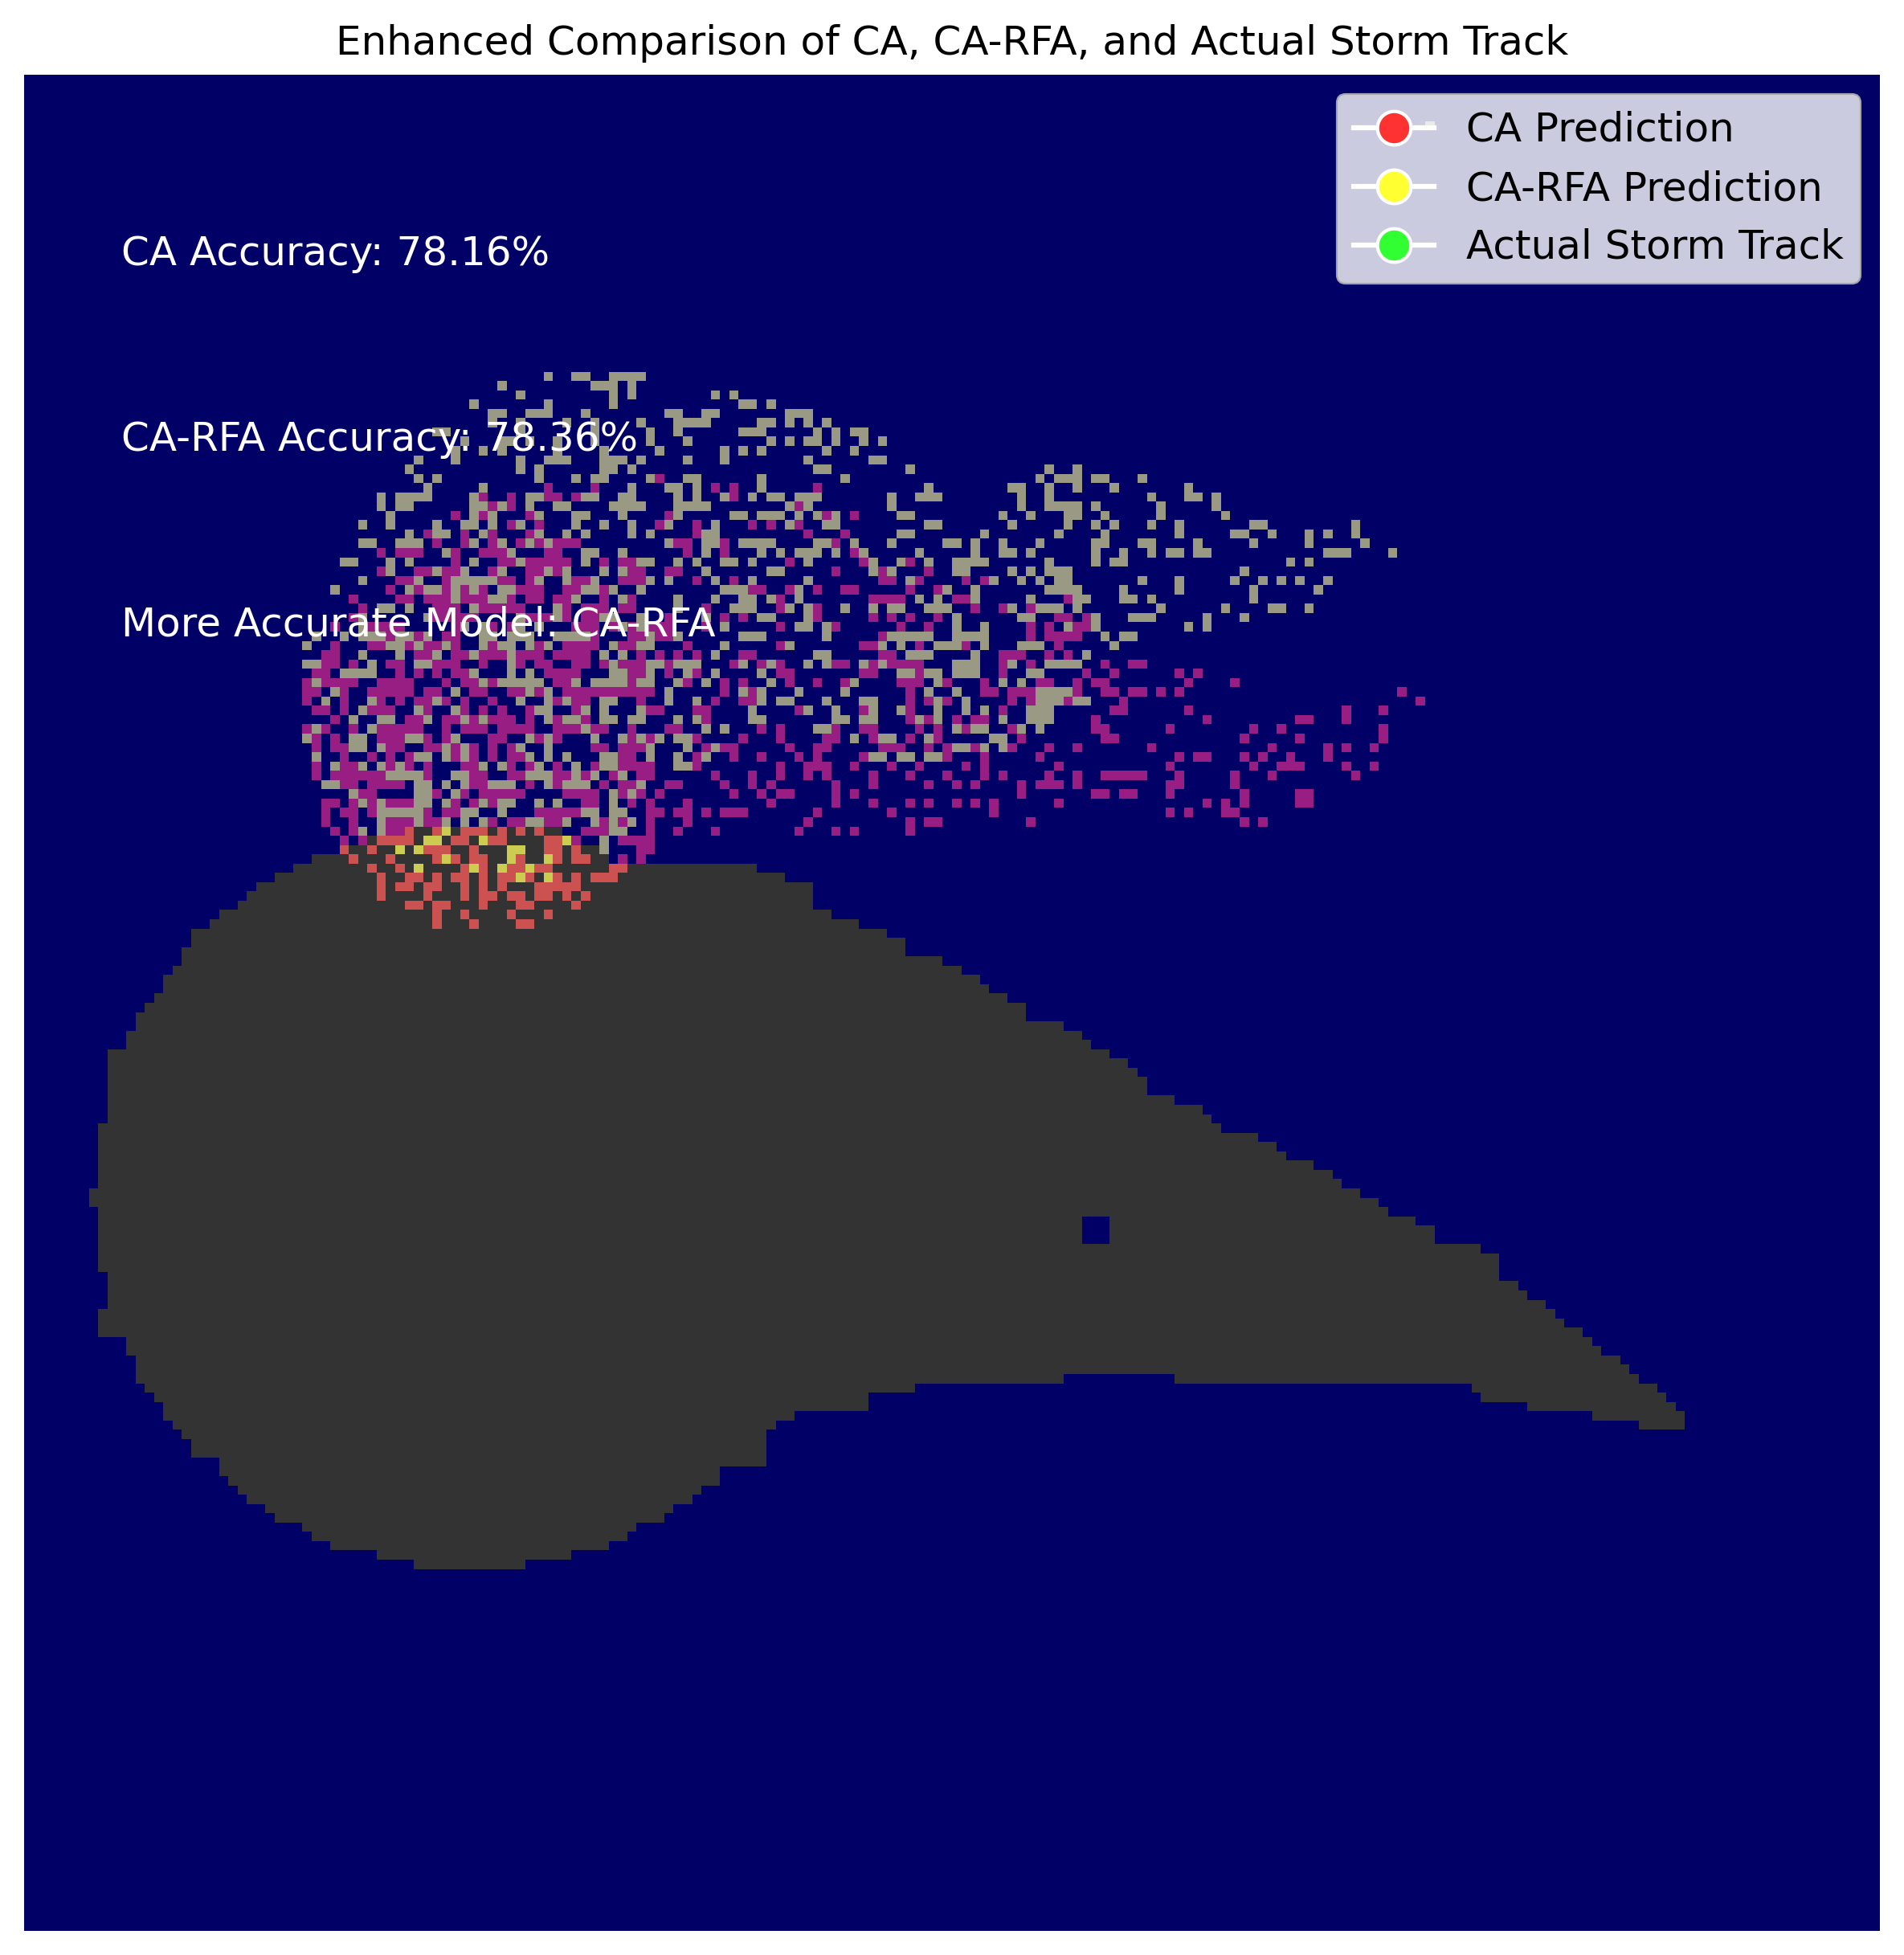 Enhanced Comparison of CA, CA-RFA, and Actual Storm Track
CA Prediction
CA-RFA Prediction
Actual Storm Track
CA Accuracy: 78.16%
CA-RFA Accuracy: 78.36%
More Accurate Model: CA-RFA